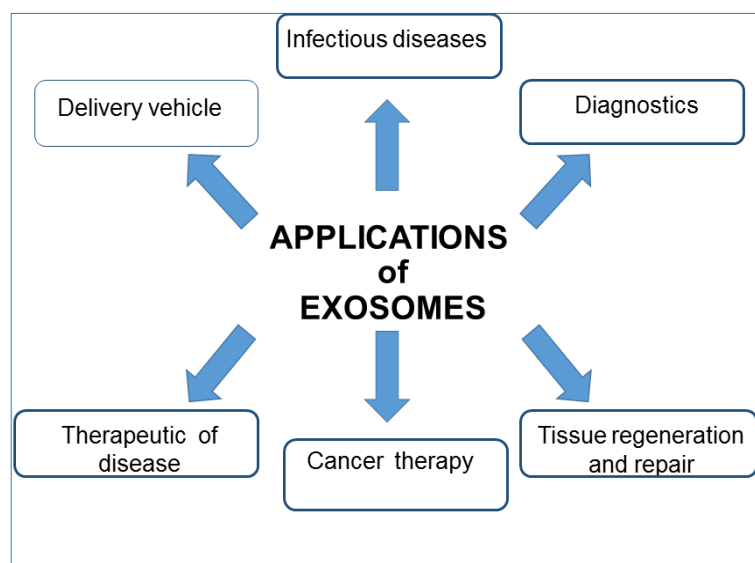 Infectious diseases
Delivery vehicle
Diagnostics
APPLICATIONS
of
EXOSOMES
Therapeutic of
disease
Cancer therapy
Tissue regeneration
and repair